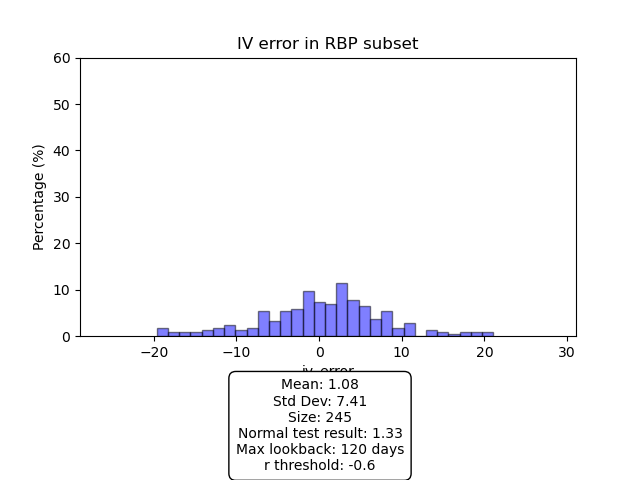 IV error in RBP subset
60
50
40
30
20
10
0
Percentage (%)
−20
−10
0
10
20
30
iv_error
Mean: 1.08
Std Dev: 7.41
Size: 245
Normal test result: 1.33
Max lookback: 120 days
r threshold: -0.6